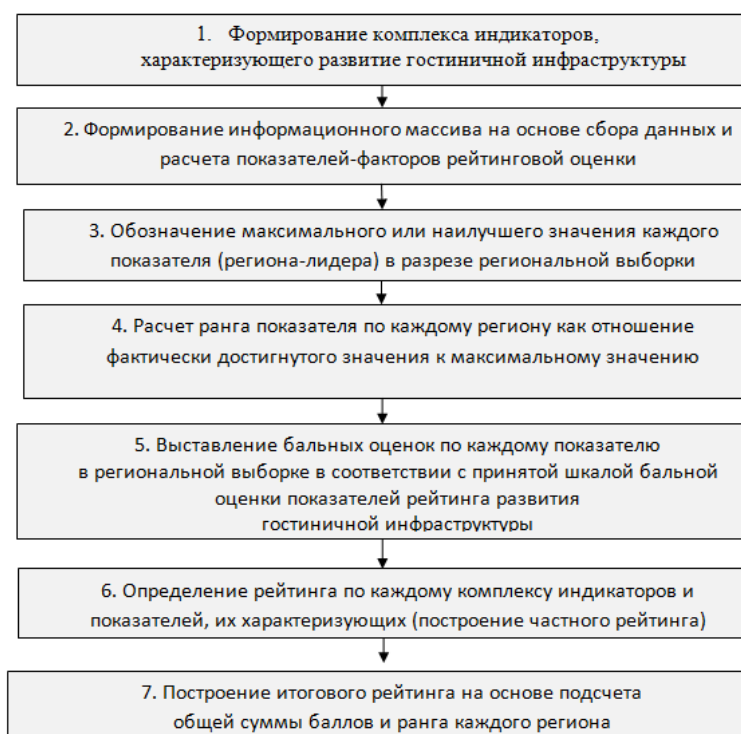 1. Формирование комплекса индикаторов,
характеризующего развитие гостиничной инфраструктуры
2. Формирование информационного массива на основе сбора данных и
расчета показателей-факторов рейтинговой оценки
3. Обозначение максимального или наилучшего значения каждого
показателя (региона-лидера) в разрезе региональной выборки
4. Расчет ранга показателя по каждому региону как отношение
фактически достигнутого значения к максимальному значению
5. Выставление бальных оценок по каждому показателю
в региональной выборке в соответствии с принятой шкалой бальной
оценки показателей рейтинга развития
гостиничной инфраструктуры
6. Определение рейтинга по каждому комплексу индикаторов и
показателей, их характеризующих (построение частного рейтинга)
7. Построение итогового рейтинга на основе подсчета
общей суммы баллов и ранга каждого региона